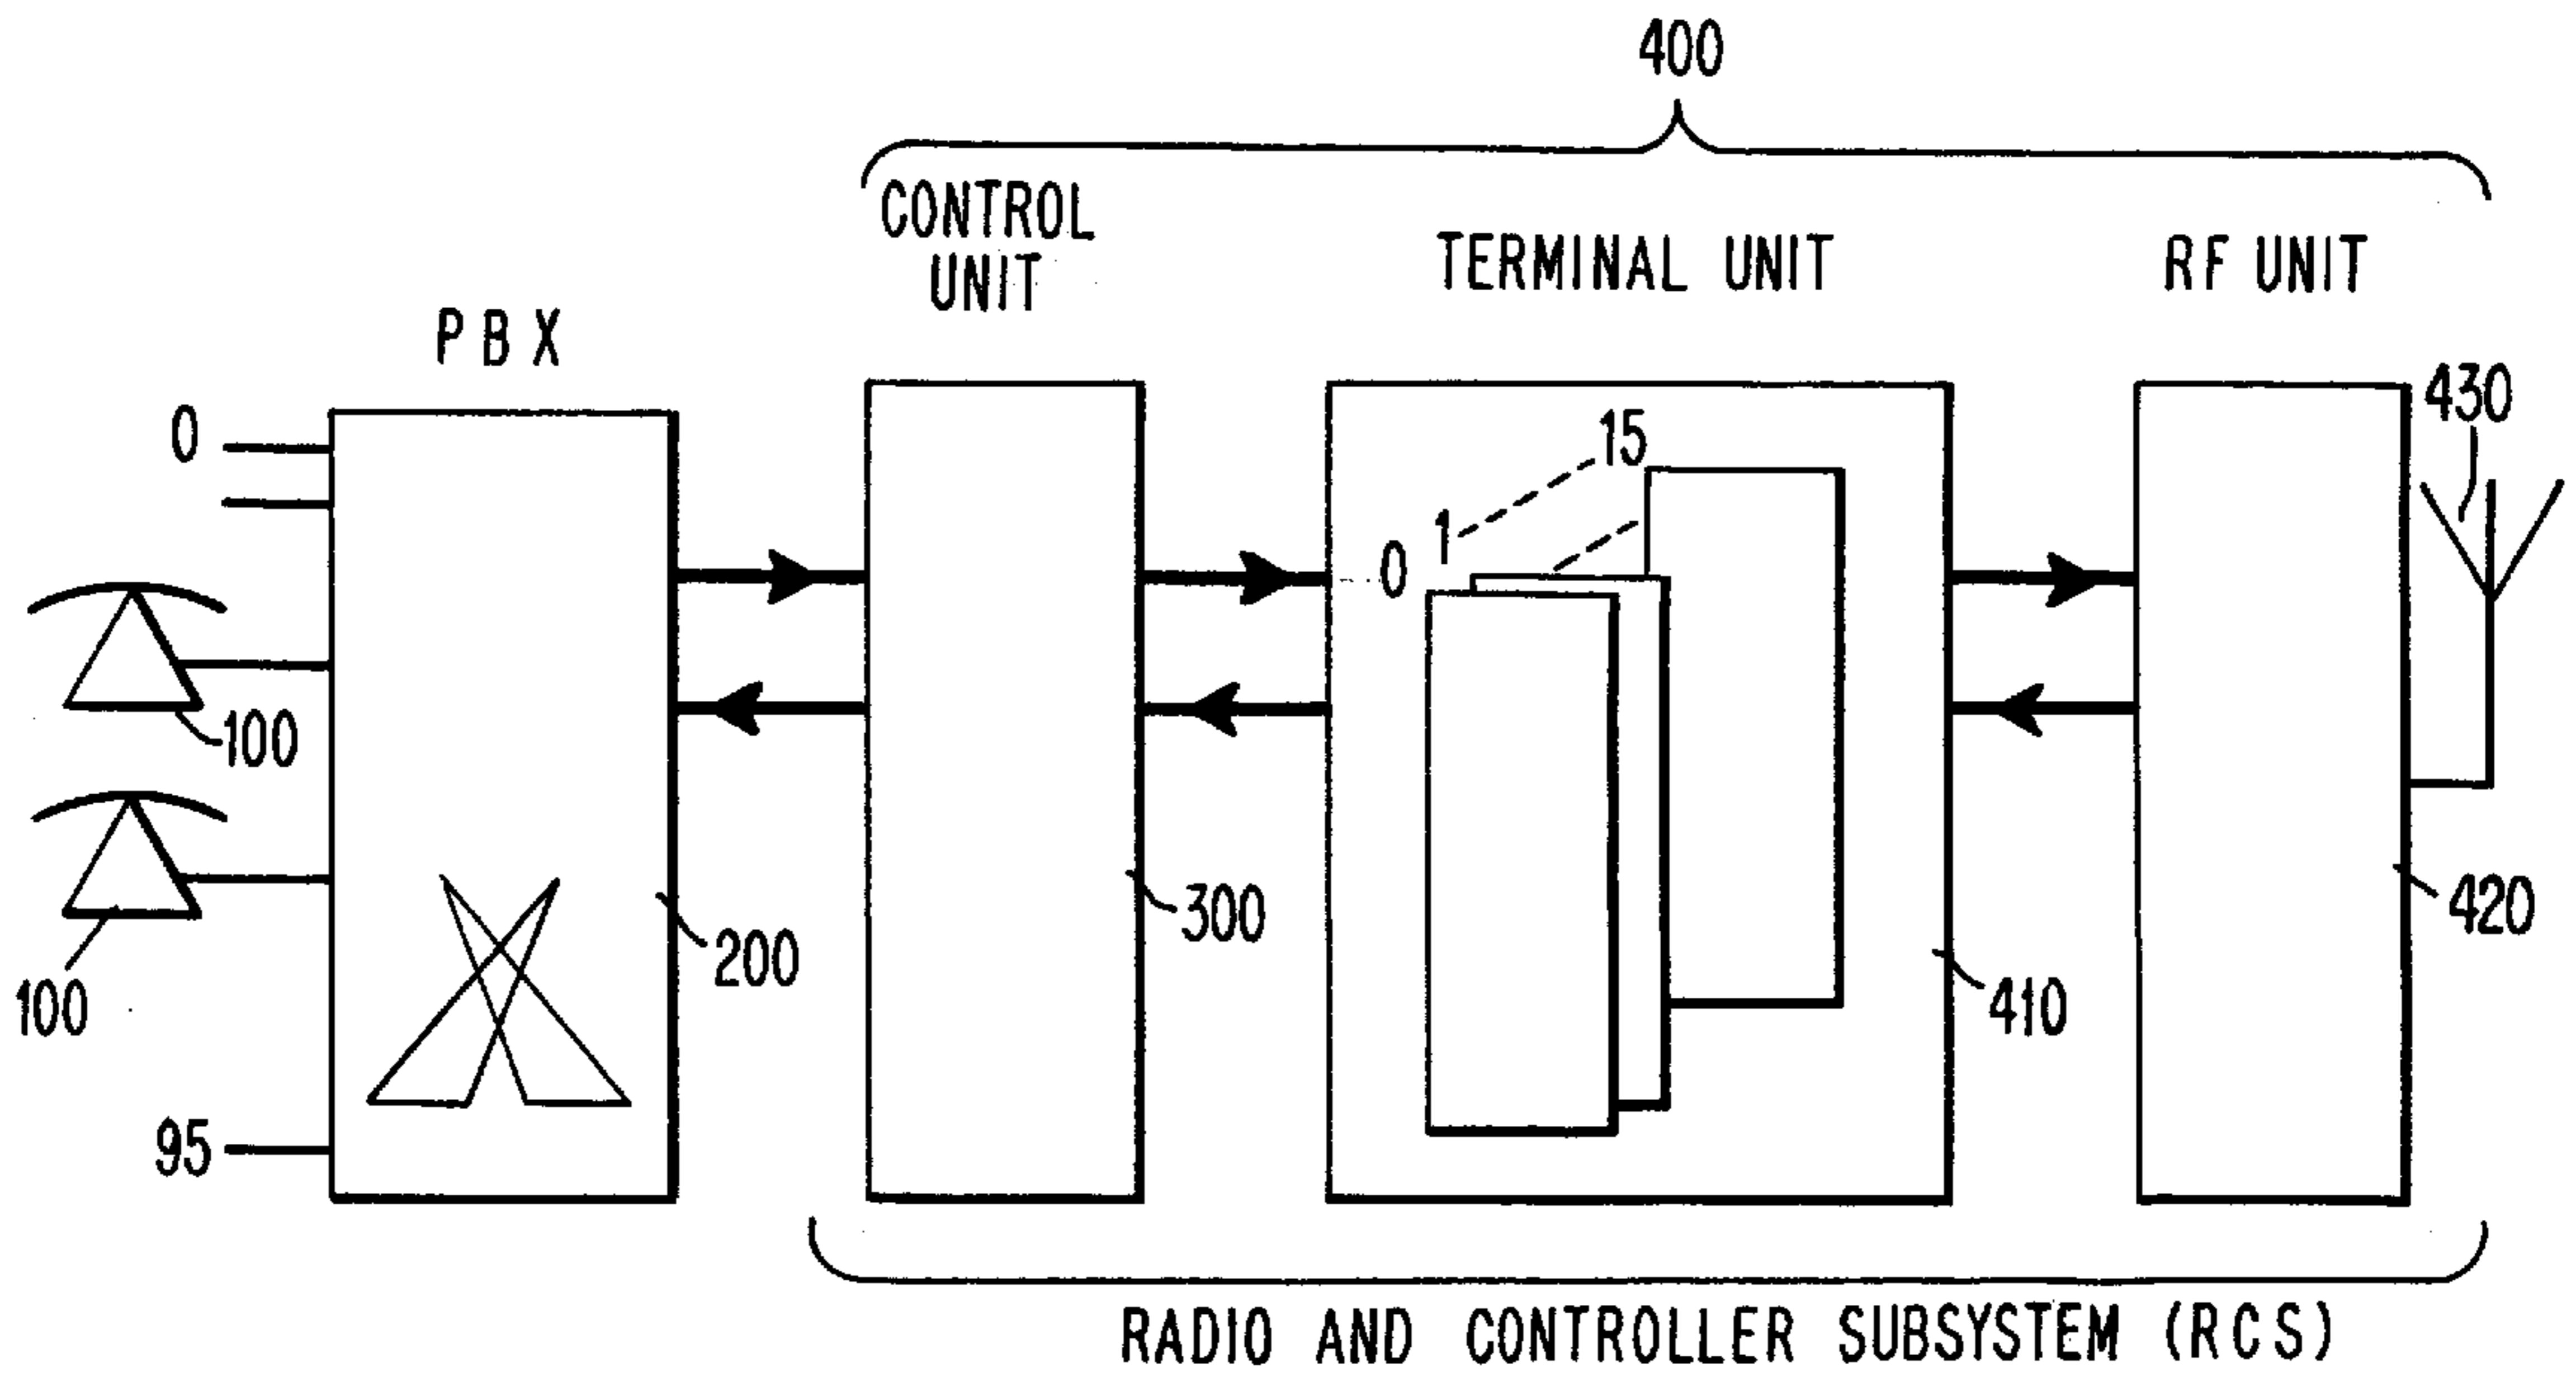 400
CONTROL
UNIT
TERMINAL UNIT
RF UNIT
PBX
0
430
15
1
0
100
100
200
300
410
420
95
RADIO AND CONTROLLER SUBSYSTEM (RCS)